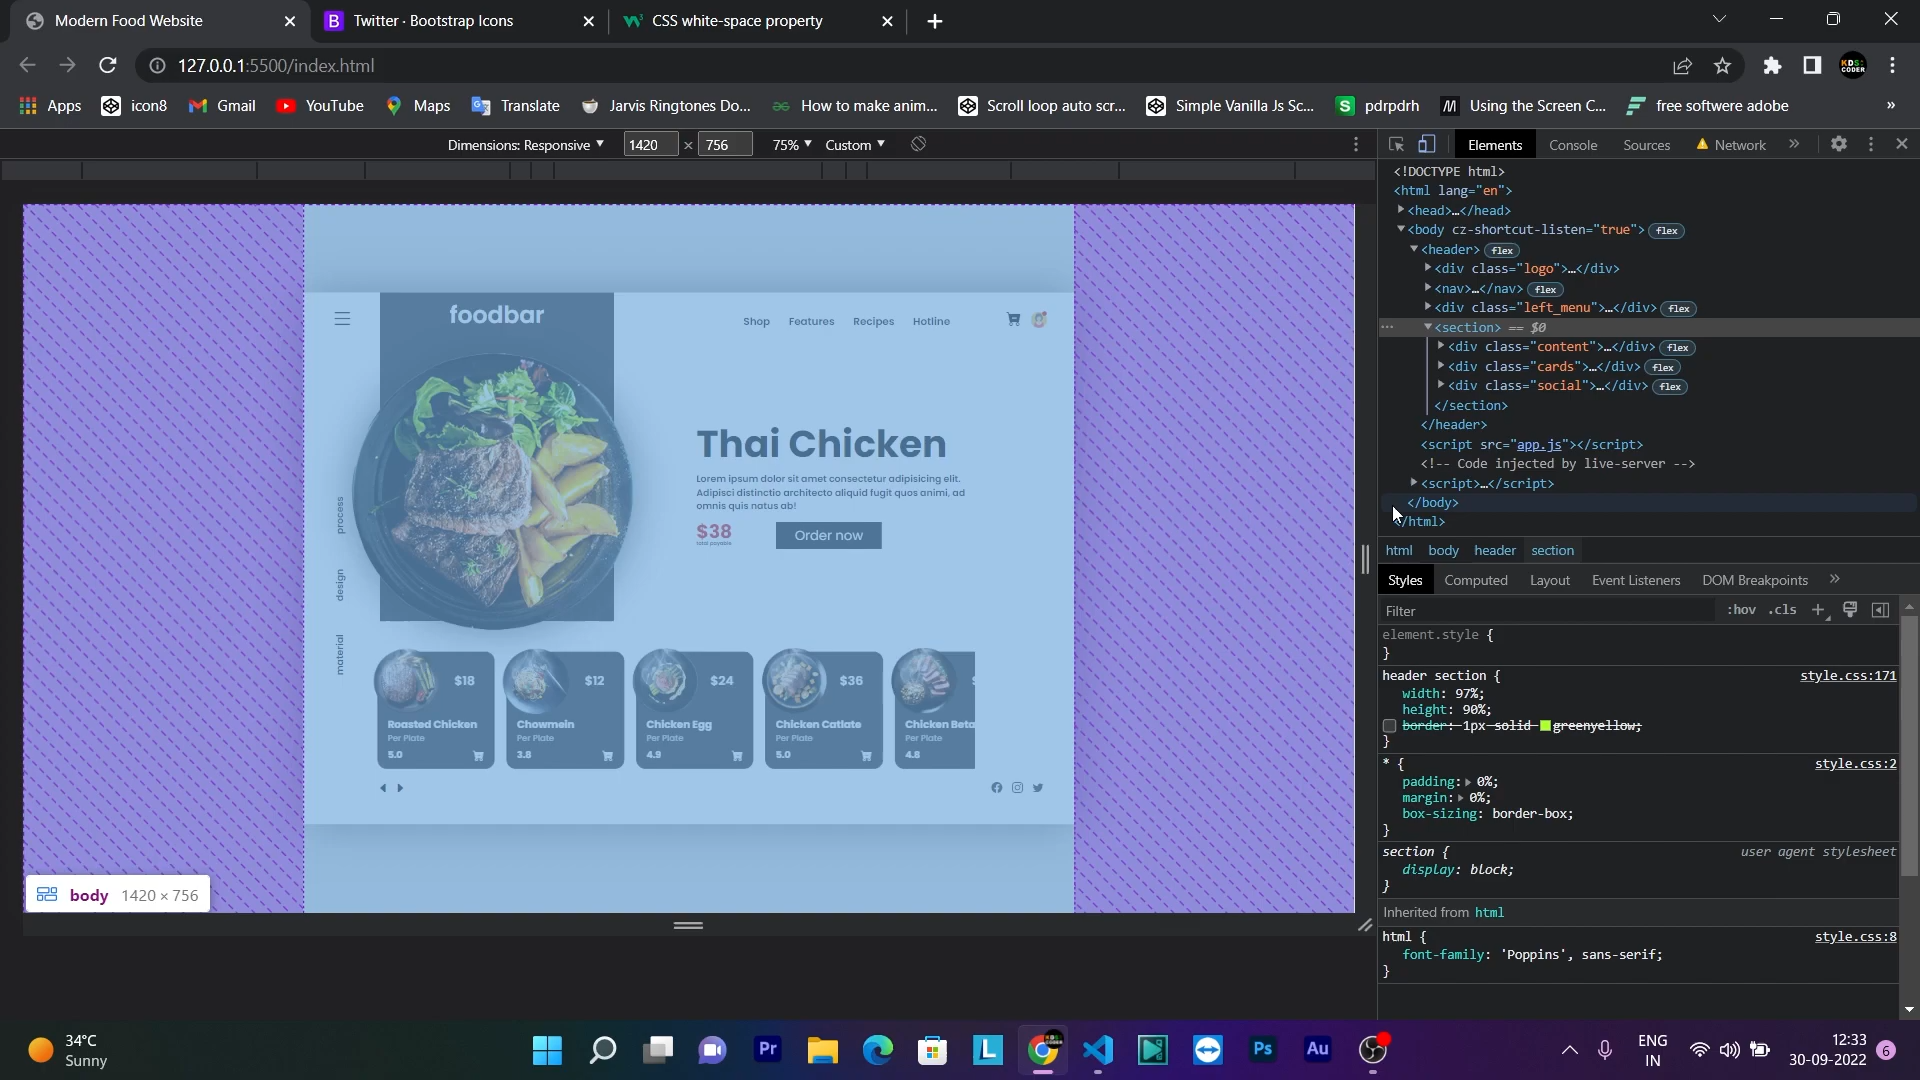 Modern Food Website
Twitter · Bootstrap Icons
CSS white-space property
127.0.0.1:5500/index.html
KDS: CODER
Apps
icon8
Gmail
YouTube
Maps
Translate
Jarvis Ringtones Do...
How to make anim...
Scroll loop auto scr...
Simple Vanilla Js Sc...
pdrpdrh
Using the Screen C...
free softwere adobe
»
Dimensions: Responsive
1420 × 756
75%
Custom
Elements
Console
Sources
Network
»
<!DOCTYPE html>
<html lang="en">
<head>…</head>
<body cz-shortcut-listen="true"> flex
<header> flex
<div class="logo">…</div>
<nav>…</nav> flex
<div class="left_menu">…</div> flex
<section> == $0
<div class="content">…</div> flex
<div class="cards">…</div> flex
<div class="social">…</div> flex
</section>
</header>
<script src="app.js"></script>
<!-- Code injected by live-server -->
<script>…</script>
</body>
</html>
html body header section
Styles
Computed
Layout
Event Listeners
DOM Breakpoints
»
Filter
:hov .cls
element.style {
}
header section {
style.css:171
width: 97%;
height: 90%;
border: 1px solid greenyellow;
}
* {
style.css:2
padding: 0%;
margin: 0%;
box-sizing: border-box;
}
section {
user agent stylesheet
display: block;
}
Inherited from html
html {
style.css:8
font-family: 'Poppins', sans-serif;
}
foodbar
Shop
Features
Recipes
Hotline
process
design
material
Thai Chicken
Lorem ipsum dolor sit amet consectetur adipisicing elit.
Adipisci distinctio architecto aliquid fugit quos animi, ad
omnis quis natus ab!
$38
total payable
Order now
$18
Roasted Chicken
Per Plate
5.0
$12
Chowmein
Per Plate
3.8
$24
Chicken Egg
Per Plate
4.9
$36
Chicken Catlate
Per Plate
5.0
Chicken Beta
Per Plate
4.8
body 1420 × 756
34°C
Sunny
Pr
L
Ps
Au
ENG
IN
12:33
30-09-2022
6